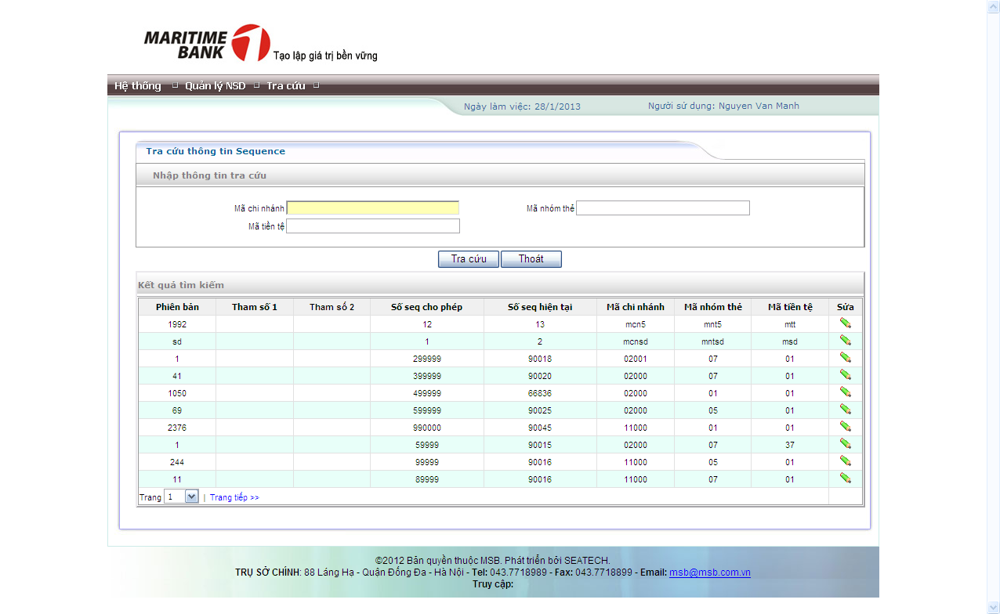 MARITIME
BANK Tạo lập giá trị bền vững
Hệ thống Quản lý NSD Tra cứu
Ngày làm việc: 28/1/2013 Người sử dụng: Nguyen Van Manh
Tra cứu thông tin Sequence
Nhập thông tin tra cứu
Mã chi nhánh Mã nhóm thẻ
Mã tiền tệ
Tra cứu Thoát
Kết quả tìm kiếm
Phiên bản Tham số 1 Tham số 2 Số seq cho phép Số seq hiện tại Mã chi nhánh Mã nhóm thẻ Mã tiền tệ Sửa
1992 12 13 mcn5 mnt5 mtt
sd 1 2 mcnsd mntsd msd
1 299999 90018 02001 07 01
41 399999 90020 02000 07 01
1050 499999 66836 02000 01 01
69 599999 90025 02000 05 01
2376 990000 90045 11000 01 01
1 59999 90015 02000 07 37
244 99999 90016 11000 05 01
11 89999 90016 11000 07 01
Trang 1 | Trang tiếp >>
©2012 Bản quyền thuộc MSB. Phát triển bởi SEATECH.
TRỤ SỞ CHÍNH: 88 Láng Hạ - Quận Đống Đa - Hà Nội - Tel: 043.7718989 - Fax: 043.7718899 - Email: msb@msb.com.vn
Truy cập: